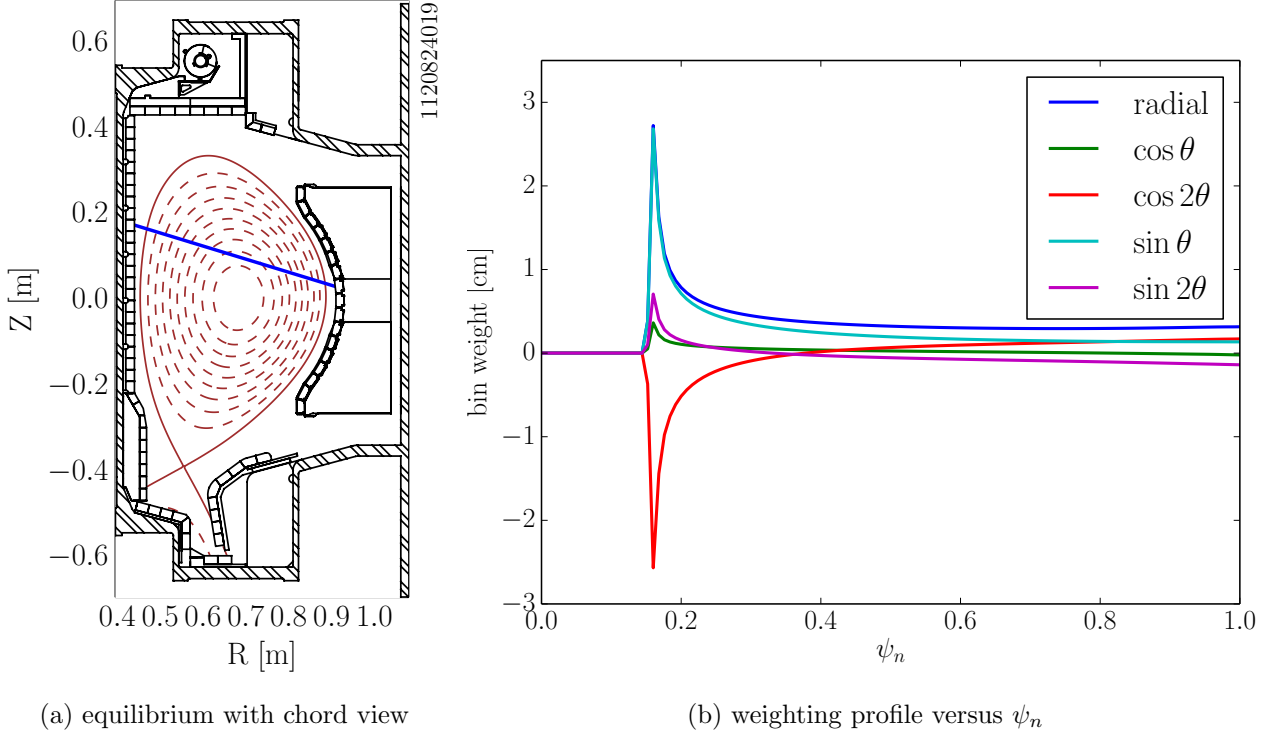 0.6
0.4
0.2
0.0
−0.2
−0.4
−0.6
Z [m]
0.4 0.5 0.6 0.7 0.8 0.9 1.0
R [m]
1120824019
(a) equilibrium with chord view
3
2
1
0
−1
−2
−3
bin weight [cm]
radial
cos θ
cos 2θ
sin θ
sin 2θ
0.0 0.2 0.4 0.6 0.8 1.0
ψₙ
(b) weighting profile versus ψₙ